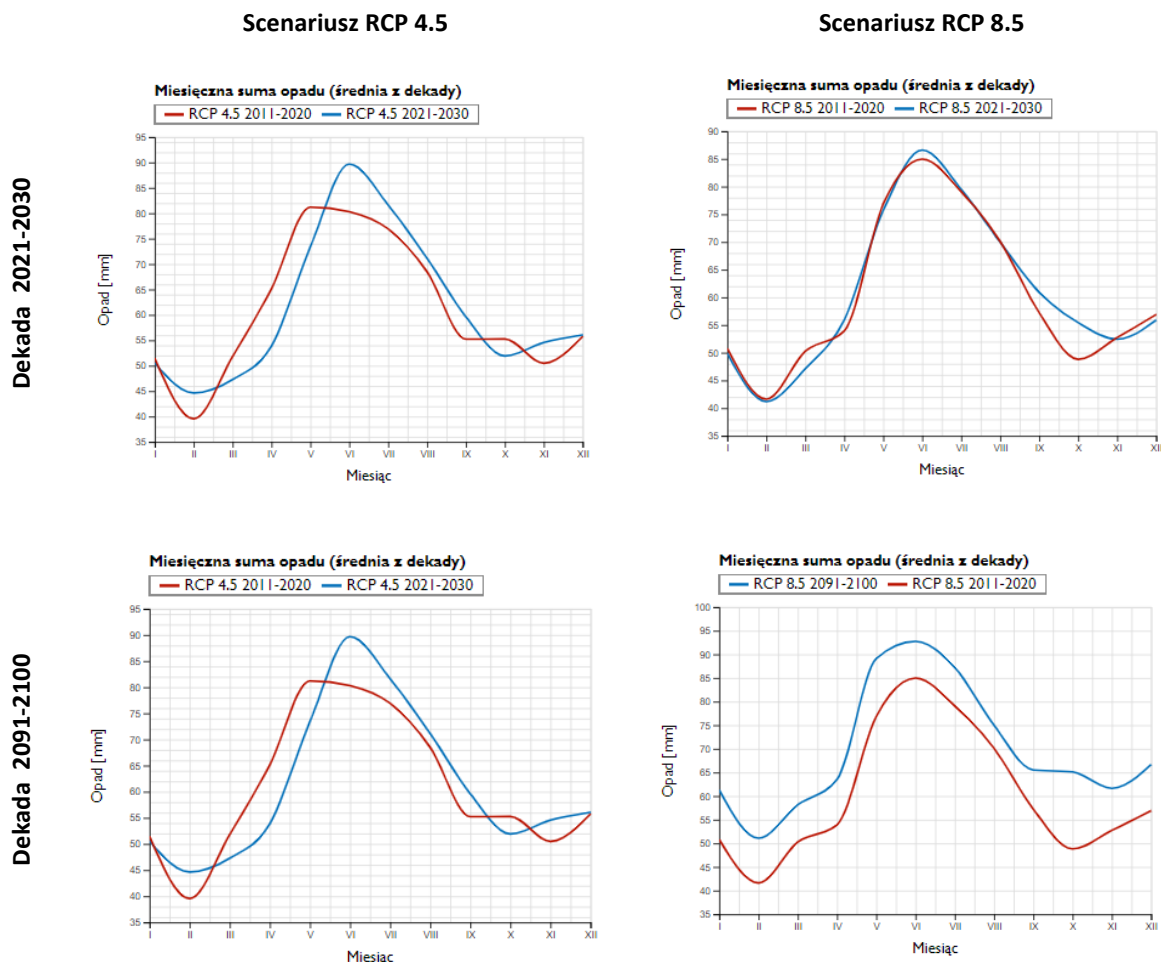 Scenariusz RCP 4.5
Scenariusz RCP 8.5
Dekada 2021-2030
Miesięczna suma opadu (średnia z dekady)
RCP 4.5 2011-2020 RCP 4.5 2021-2030
Opad [mm]
95
90
85
80
75
70
65
60
55
50
45
40
35
I II III IV V VI VII VIII IX X XI XII
Miesiąc
Miesięczna suma opadu (średnia z dekady)
RCP 8.5 2011-2020 RCP 8.5 2021-2030
Opad [mm]
90
85
80
75
70
65
60
55
50
45
40
35
I II III IV V VI VII VIII IX X XI XII
Miesiąc
Dekada 2091-2100
Miesięczna suma opadu (średnia z dekady)
RCP 4.5 2011-2020 RCP 4.5 2021-2030
Opad [mm]
95
90
85
80
75
70
65
60
55
50
45
40
35
I II III IV V VI VII VIII IX X XI XII
Miesiąc
Miesięczna suma opadu (średnia z dekady)
RCP 8.5 2091-2100 RCP 8.5 2011-2020
Opad [mm]
100
95
90
85
80
75
70
65
60
55
50
45
40
35
I II III IV V VI VII VIII IX X XI XII
Miesiąc